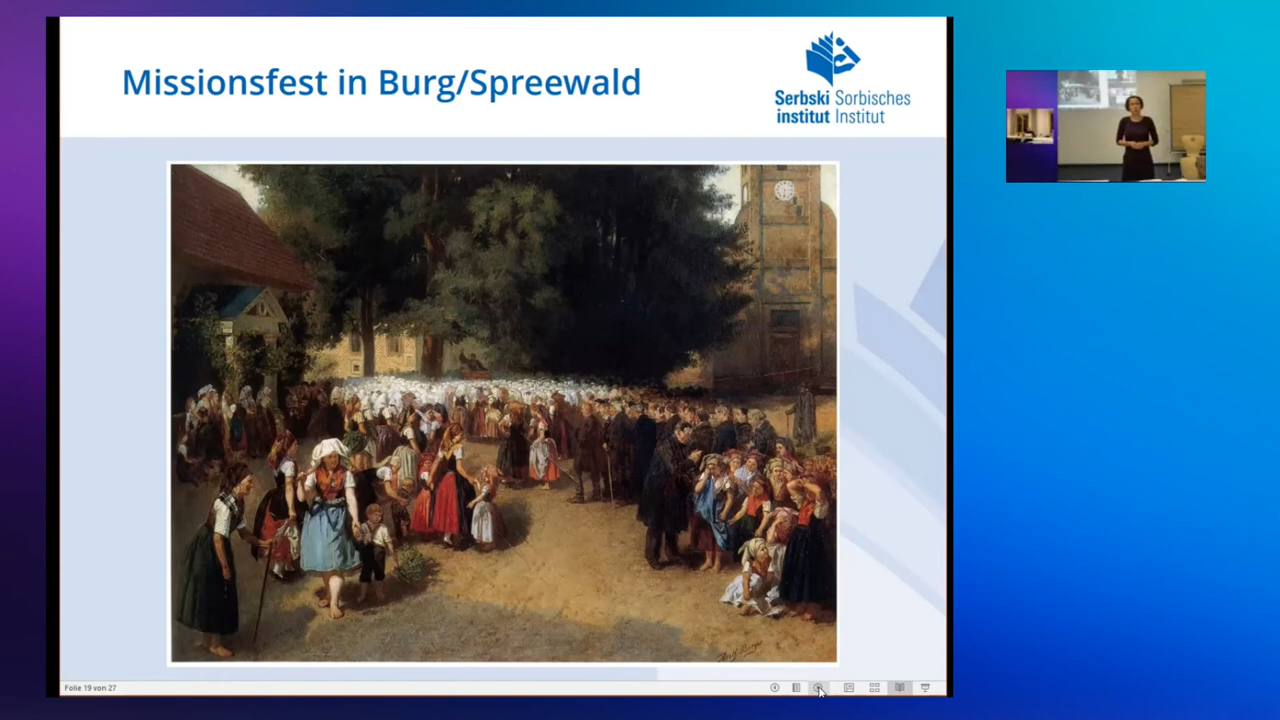 Missionsfest in Burg/Spreewald
Serbski Sorbisches
institut Institut
Folie 19 von 27